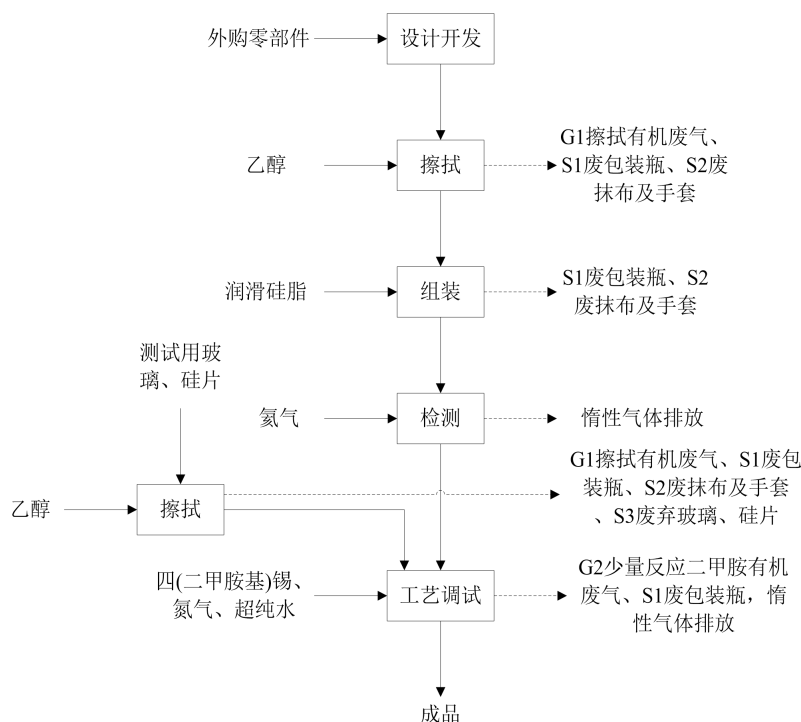 外购零部件
设计开发
乙醇
擦拭
G1擦拭有机废气、
S1废包装瓶、S2废
抹布及手套
润滑硅脂
组装
S1废包装瓶、S2
废抹布及手套
测试用玻
璃、硅片
氦气
检测
惰性气体排放
乙醇
擦拭
G1擦拭有机废气、S1废包
装瓶、S2废抹布及手套
、S3废弃玻璃、硅片
四(二甲胺基)锡、
氮气、超纯水
工艺调试
G2少量反应二甲胺有机
废气、S1废包装瓶，惰
性气体排放
成品